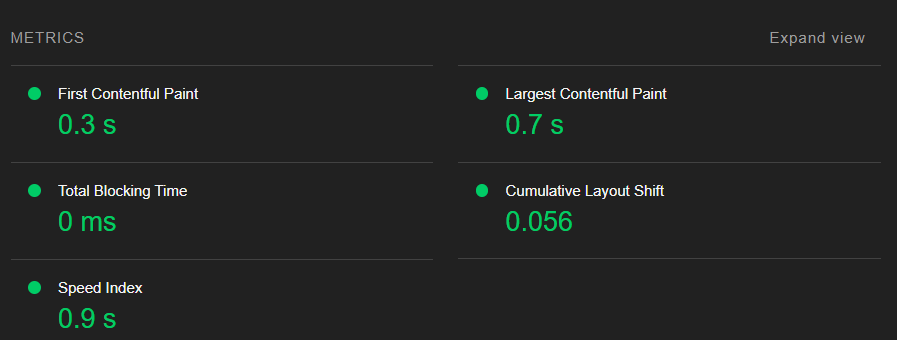 METRICS
Expand view
First Contentful Paint
0.3 s
Largest Contentful Paint
0.7 s
Total Blocking Time
0 ms
Cumulative Layout Shift
0.056
Speed Index
0.9 s